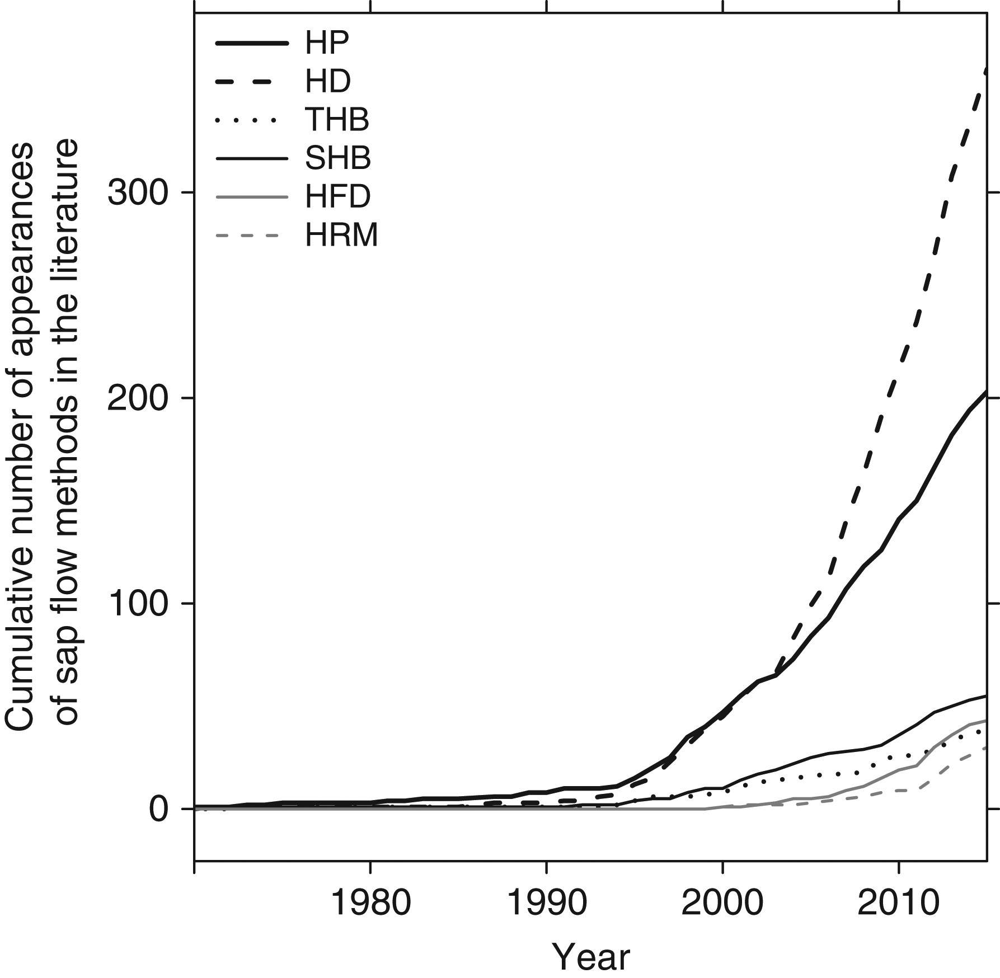 HP
HD
THB
SHB
HFD
HRM
Cumulative number of appearances
of sap flow methods in the literature
300
200
100
0
1980 1990 2000 2010
Year